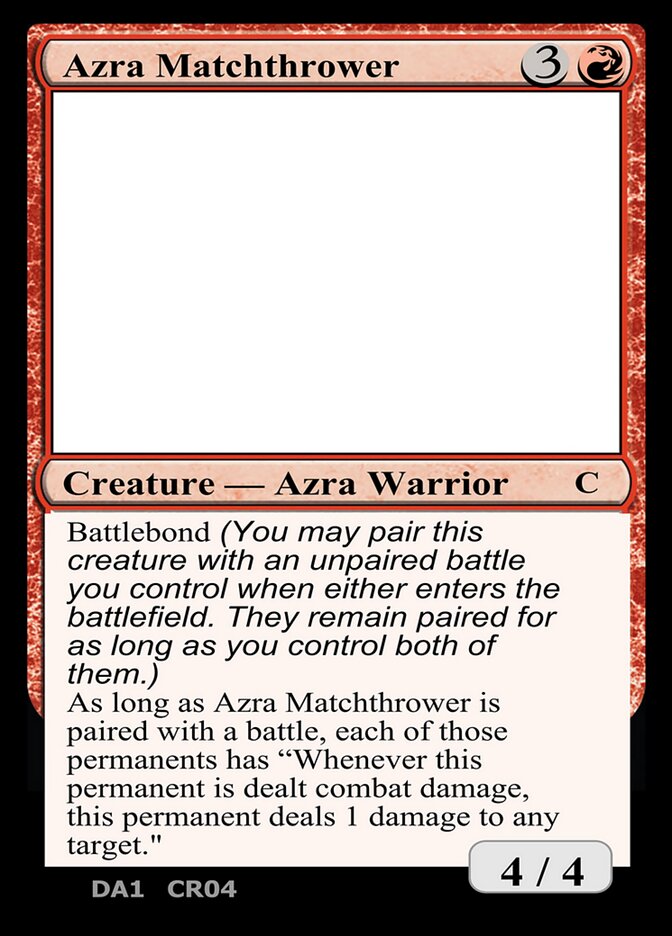 Azra Matchthrower 3
Creature — Azra Warrior C
Battlebond (You may pair this
creature with an unpaired battle
you control when either enters the
battlefield. They remain paired for
as long as you control both of
them.)
As long as Azra Matchthrower is
paired with a battle, each of those
permanents has “Whenever this
permanent is dealt combat damage,
this permanent deals 1 damage to any
target."
4 / 4
DA1 CR04